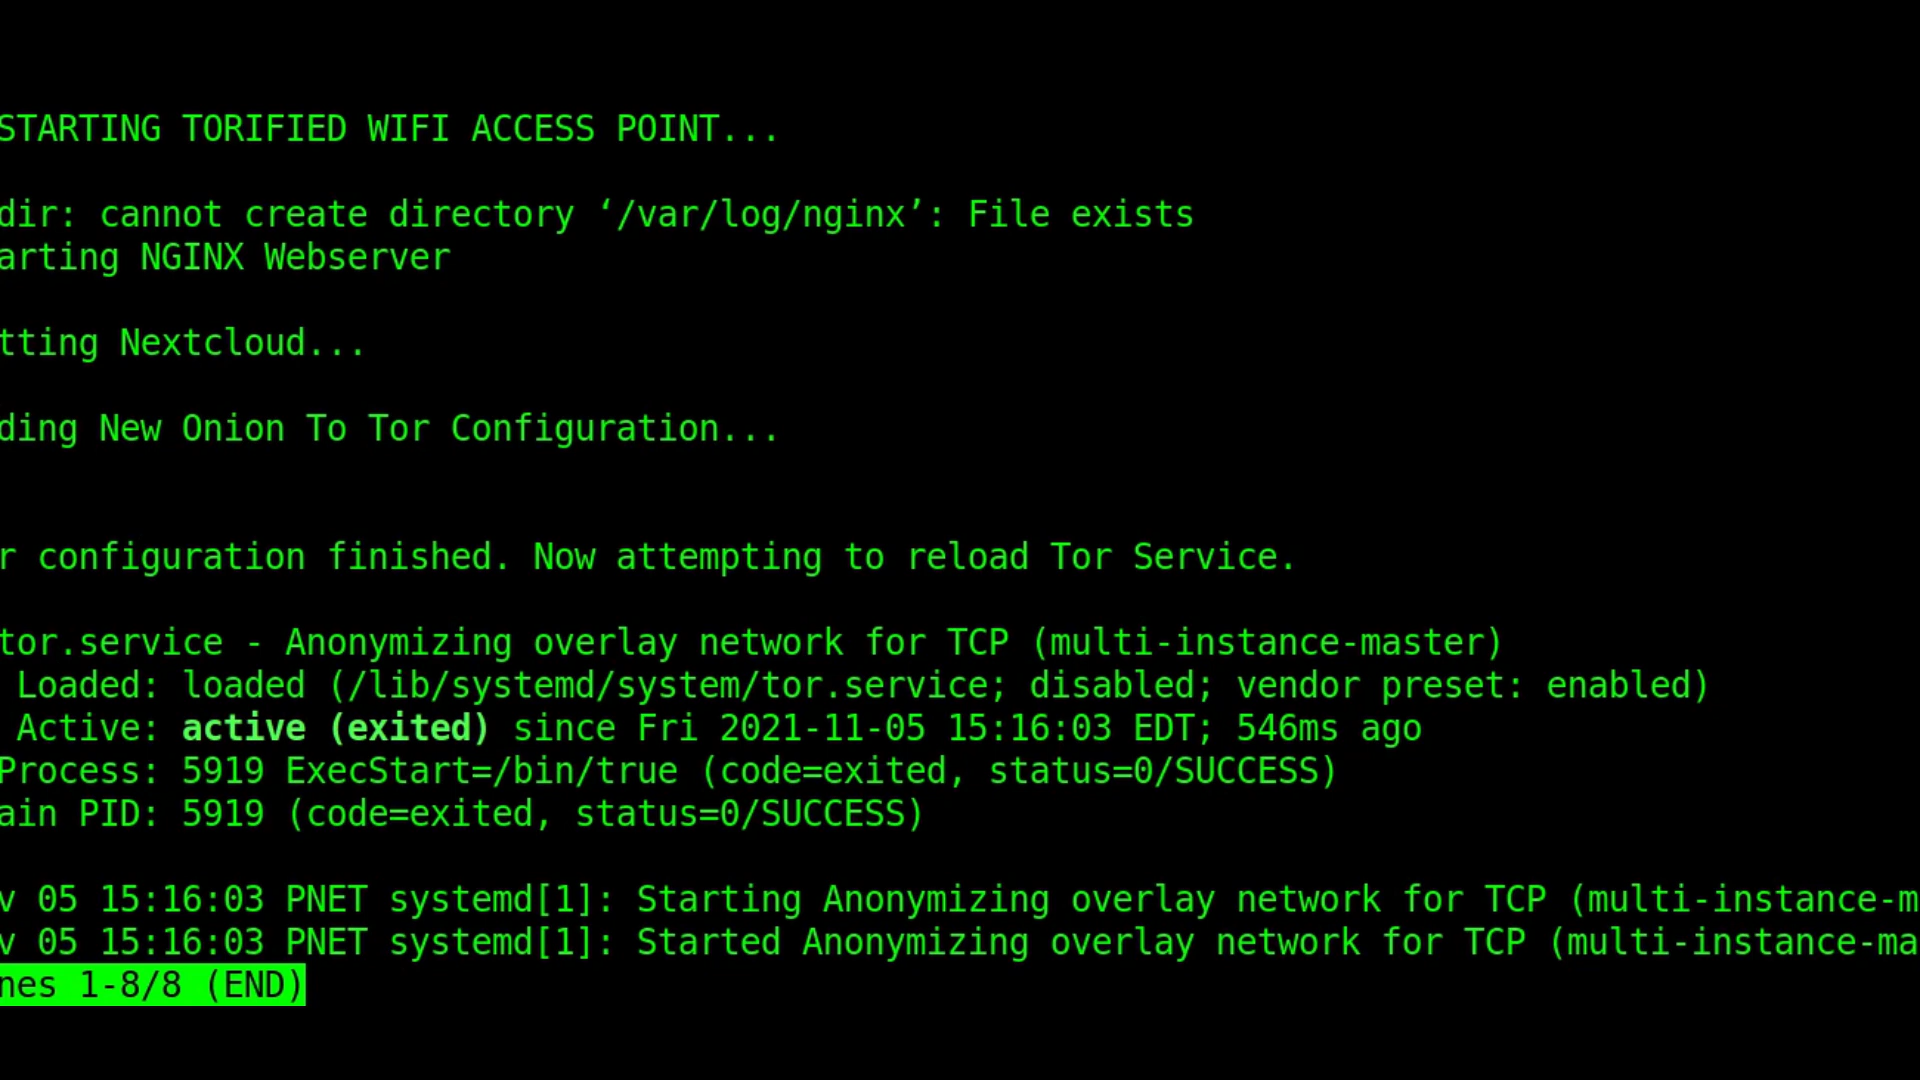 STARTING TORIFIED WIFI ACCESS POINT...
dir: cannot create directory ‘/var/log/nginx’: File exists
arting NGINX Webserver
tting Nextcloud...
ding New Onion To Tor Configuration...
r configuration finished. Now attempting to reload Tor Service.
tor.service - Anonymizing overlay network for TCP (multi-instance-master)
Loaded: loaded (/lib/systemd/system/tor.service; disabled; vendor preset: enabled)
Active: active (exited) since Fri 2021-11-05 15:16:03 EDT; 546ms ago
Process: 5919 ExecStart=/bin/true (code=exited, status=0/SUCCESS)
ain PID: 5919 (code=exited, status=0/SUCCESS)
v 05 15:16:03 PNET systemd[1]: Starting Anonymizing overlay network for TCP (multi-instance-m
v 05 15:16:03 PNET systemd[1]: Started Anonymizing overlay network for TCP (multi-instance-ma
nes 1-8/8 (END)